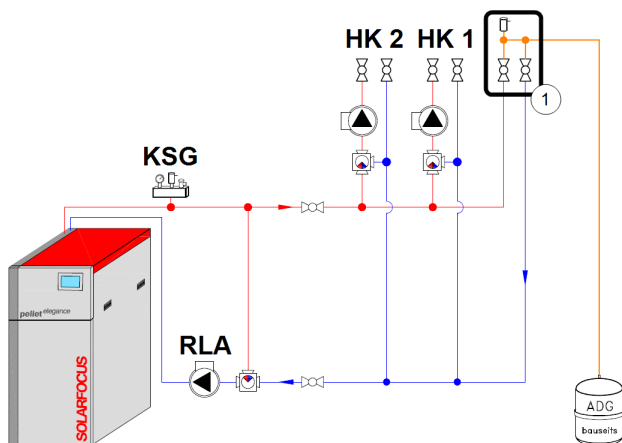 HK 2
HK 1
1
KSG
pellet elegance
SOLARFOCUS
RLA
ADG
bauseits